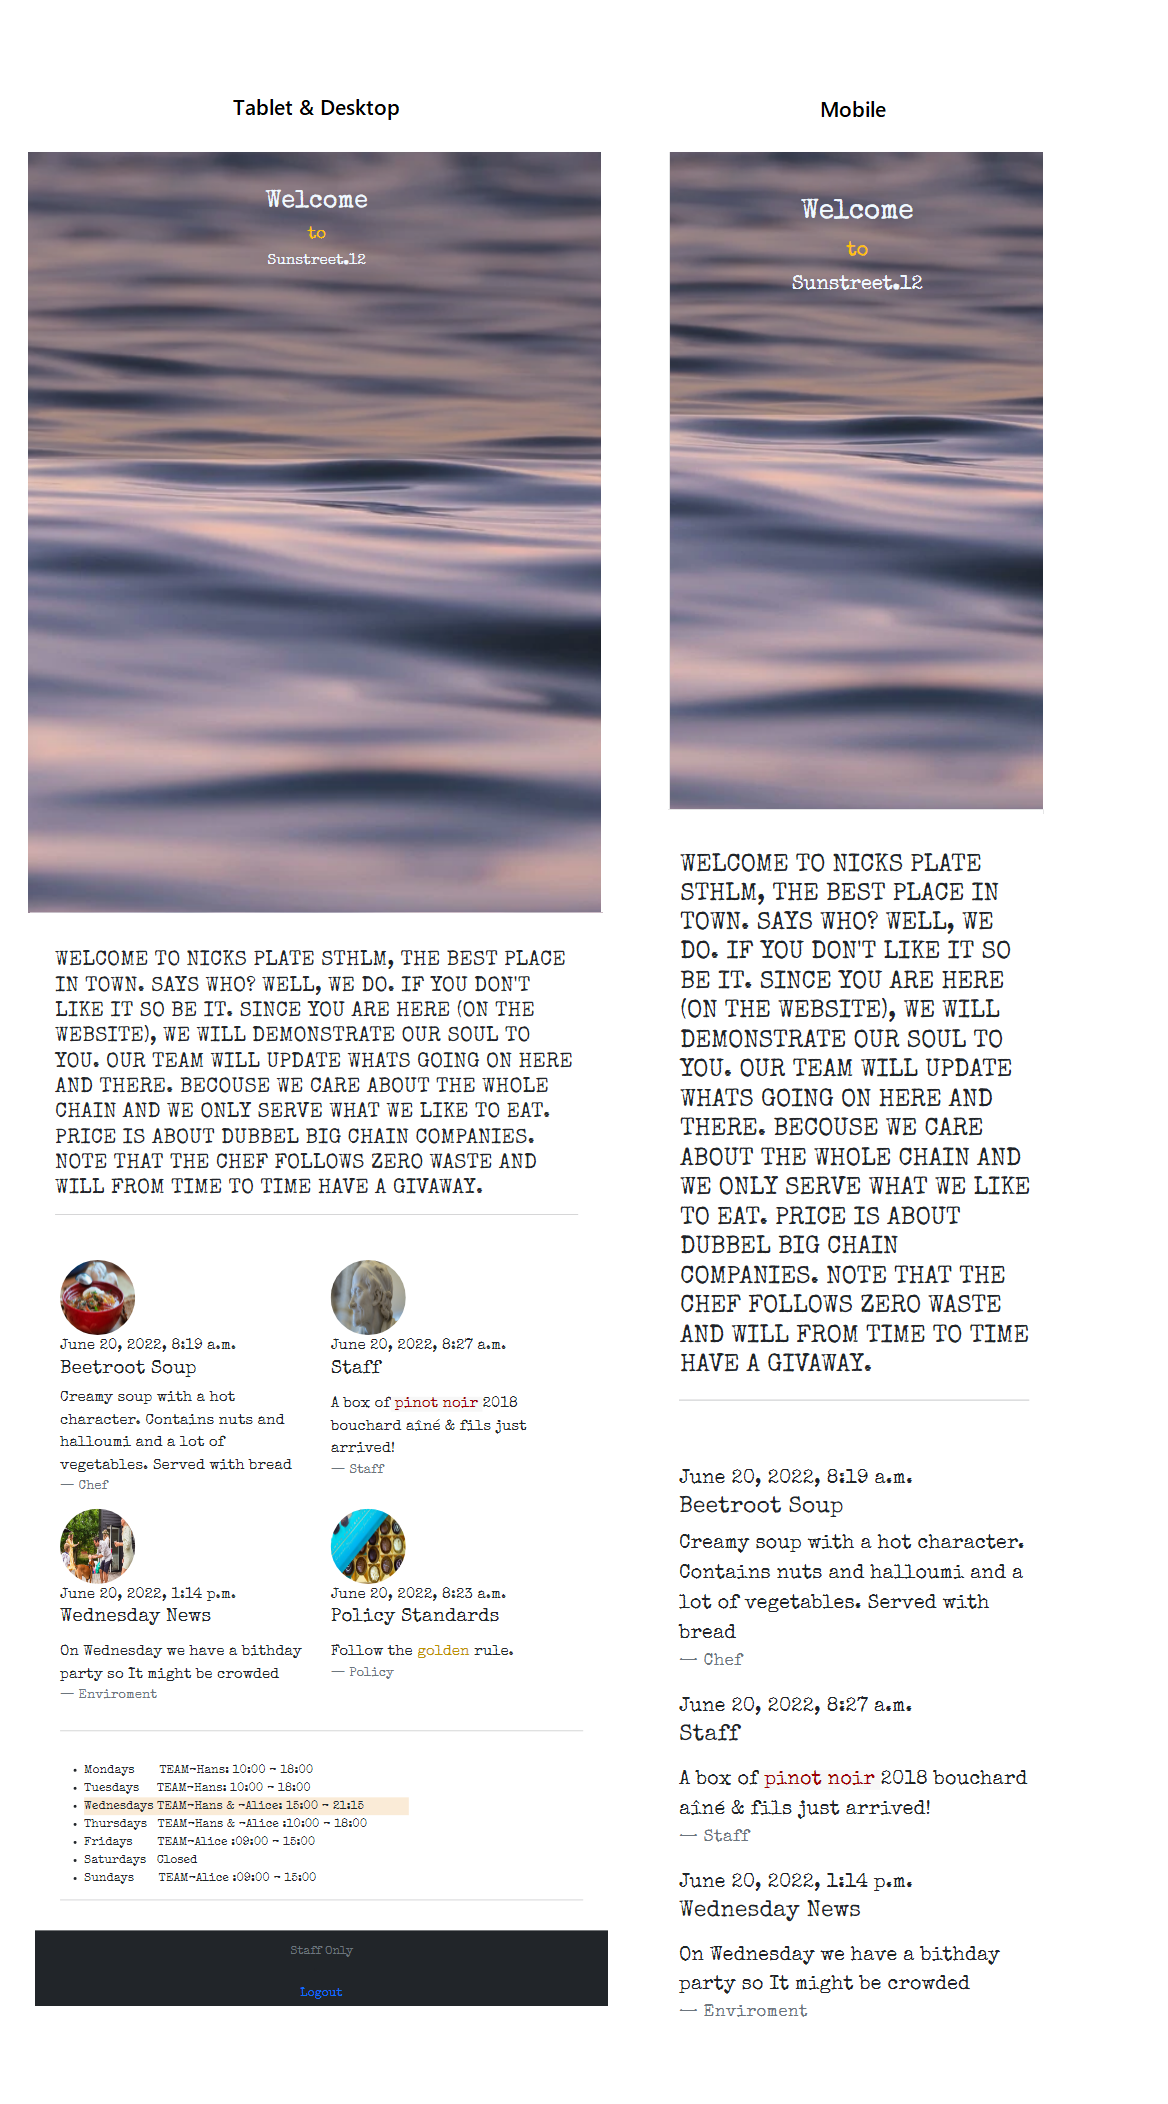 Tablet & Desktop
Welcome
to
Sunstreet.12
WELCOME TO NICKS PLATE STHLM, THE BEST PLACE
IN TOWN. SAYS WHO? WELL, WE DO. IF YOU DON'T
LIKE IT SO BE IT. SINCE YOU ARE HERE (ON THE
WEBSITE), WE WILL DEMONSTRATE OUR SOUL TO
YOU. OUR TEAM WILL UPDATE WHATS GOING ON HERE
AND THERE. BECOUSE WE CARE ABOUT THE WHOLE
CHAIN AND WE ONLY SERVE WHAT WE LIKE TO EAT.
PRICE IS ABOUT DUBBEL BIG CHAIN COMPANIES.
NOTE THAT THE CHEF FOLLOWS ZERO WASTE AND
WILL FROM TIME TO TIME HAVE A GIVAWAY.
June 20, 2022, 8:19 a.m.
Beetroot Soup
Creamy soup with a hot
character. Contains nuts and
halloumi and a lot of
vegetables. Served with bread
— Chef
June 20, 2022, 8:27 a.m.
Staff
A box of pinot noir 2018
bouchard aîné & fils just
arrived!
— Staff
June 20, 2022, 1:14 p.m.
Wednesday News
On Wednesday we have a bithday
party so It might be crowded
— Enviroment
June 20, 2022, 8:23 a.m.
Policy Standards
Follow the golden rule.
— Policy
• Mondays TEAM~Hans: 10:00 ~ 18:00
• Tuesdays TEAM~Hans: 10:00 ~ 18:00
• Wednesdays TEAM~Hans & ~Alice: 15:00 ~ 21:15
• Thursdays TEAM~Hans & ~Alice :10:00 ~ 18:00
• Fridays TEAM~Alice :09:00 ~ 15:00
• Saturdays Closed
• Sundays TEAM~Alice :09:00 ~ 15:00
Staff Only
Logout
Mobile
Welcome
to
Sunstreet.12
WELCOME TO NICKS PLATE
STHLM, THE BEST PLACE IN
TOWN. SAYS WHO? WELL, WE
DO. IF YOU DON'T LIKE IT SO
BE IT. SINCE YOU ARE HERE
(ON THE WEBSITE), WE WILL
DEMONSTRATE OUR SOUL TO
YOU. OUR TEAM WILL UPDATE
WHATS GOING ON HERE AND
THERE. BECOUSE WE CARE
ABOUT THE WHOLE CHAIN AND
WE ONLY SERVE WHAT WE LIKE
TO EAT. PRICE IS ABOUT
DUBBEL BIG CHAIN
COMPANIES. NOTE THAT THE
CHEF FOLLOWS ZERO WASTE
AND WILL FROM TIME TO TIME
HAVE A GIVAWAY.
June 20, 2022, 8:19 a.m.
Beetroot Soup
Creamy soup with a hot character.
Contains nuts and halloumi and a
lot of vegetables. Served with
bread
— Chef
June 20, 2022, 8:27 a.m.
Staff
A box of pinot noir 2018 bouchard
aîné & fils just arrived!
— Staff
June 20, 2022, 1:14 p.m.
Wednesday News
On Wednesday we have a bithday
party so It might be crowded
— Enviroment